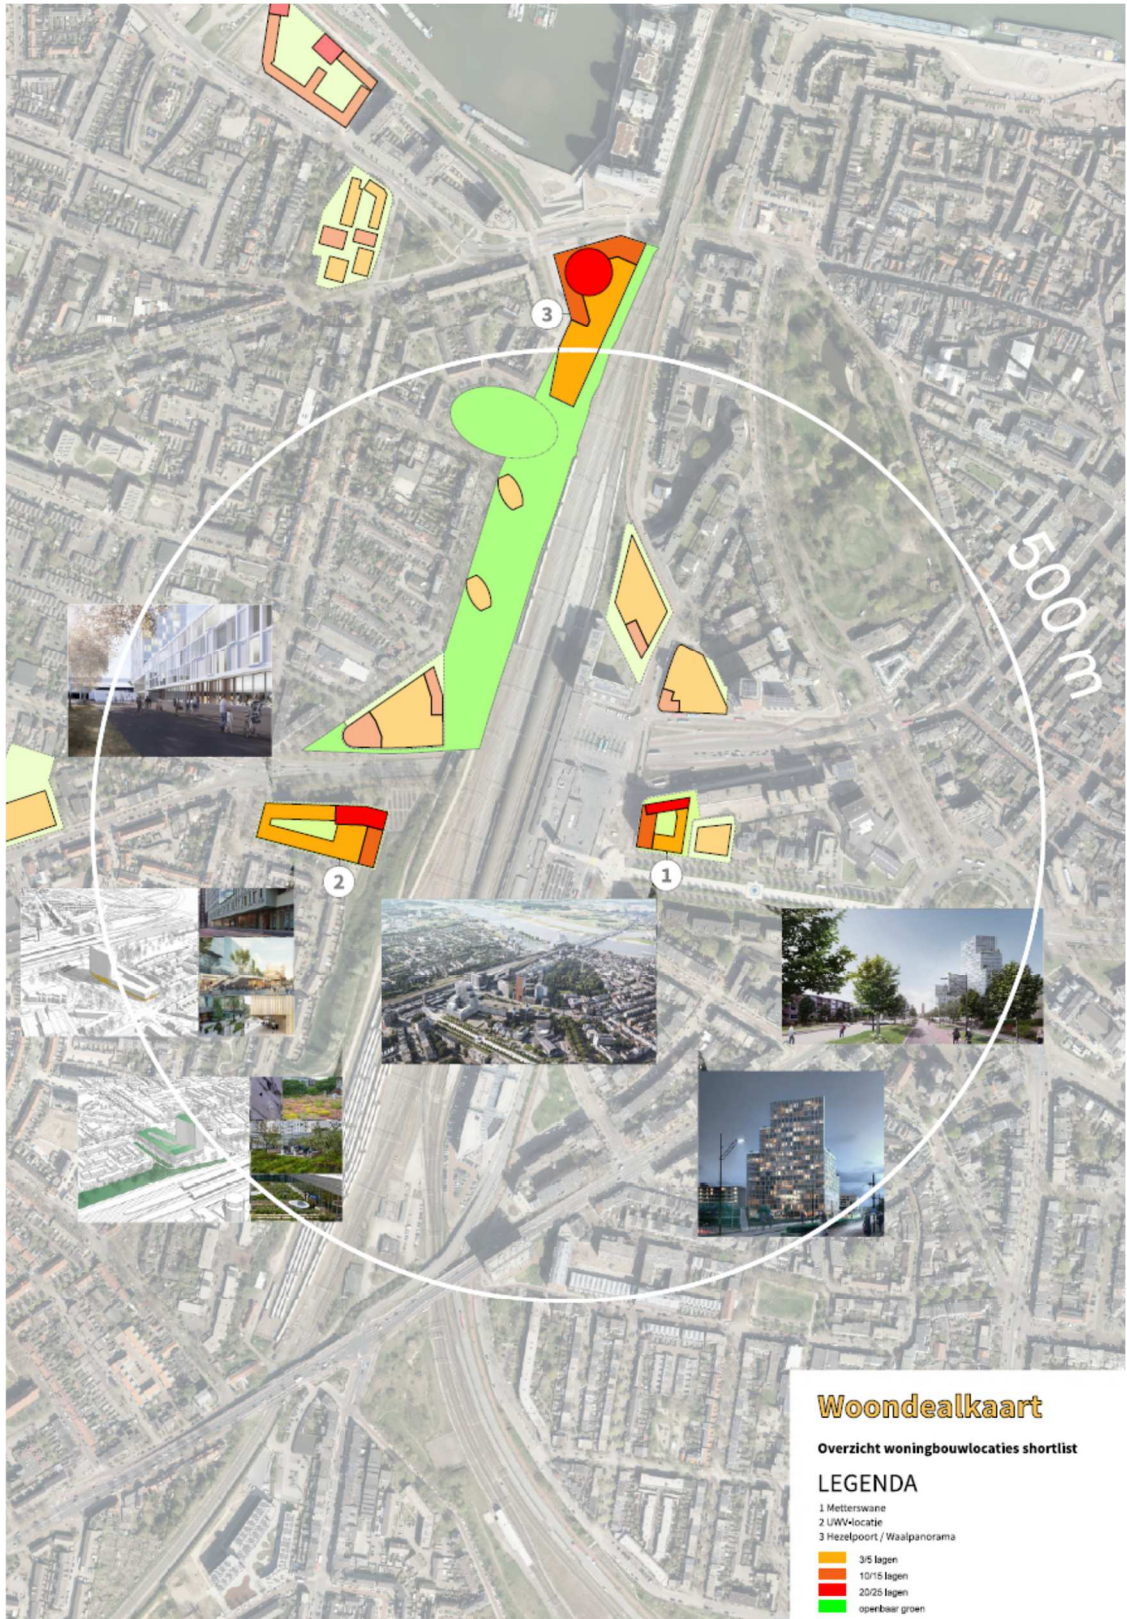 3
500 m
2
1
Woondealkaart
Overzicht woningbouwlocaties shortlist
LEGENDA
1 Metterswane
2 UWV-locatie
3 Hezelpoort / Waalpanorama
3/5 lagen
10/15 lagen
20/25 lagen
openbaar groen